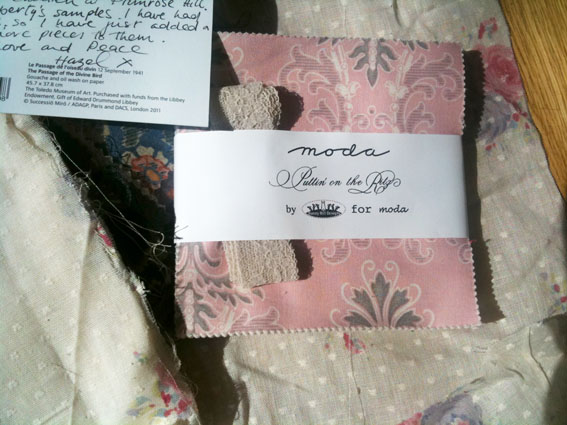 Primrose Hill.
samples. I have had
, so I have just added a
more pieces to them.
Love and Peace
Hazel x
Le Passage de l'oiseau divin 12 September 1941
The Passage of the Divine Bird
Gouache and oil wash on paper
45.7 x 37.8 cm
The Toledo Museum of Art. Purchased with funds from the Libbey
Endowment, Gift of Edward Drummond Libbey
© Successió Miró / ADAGP, Paris and DACS, London 2011
moda
Puttin' on the Ritz
by for moda